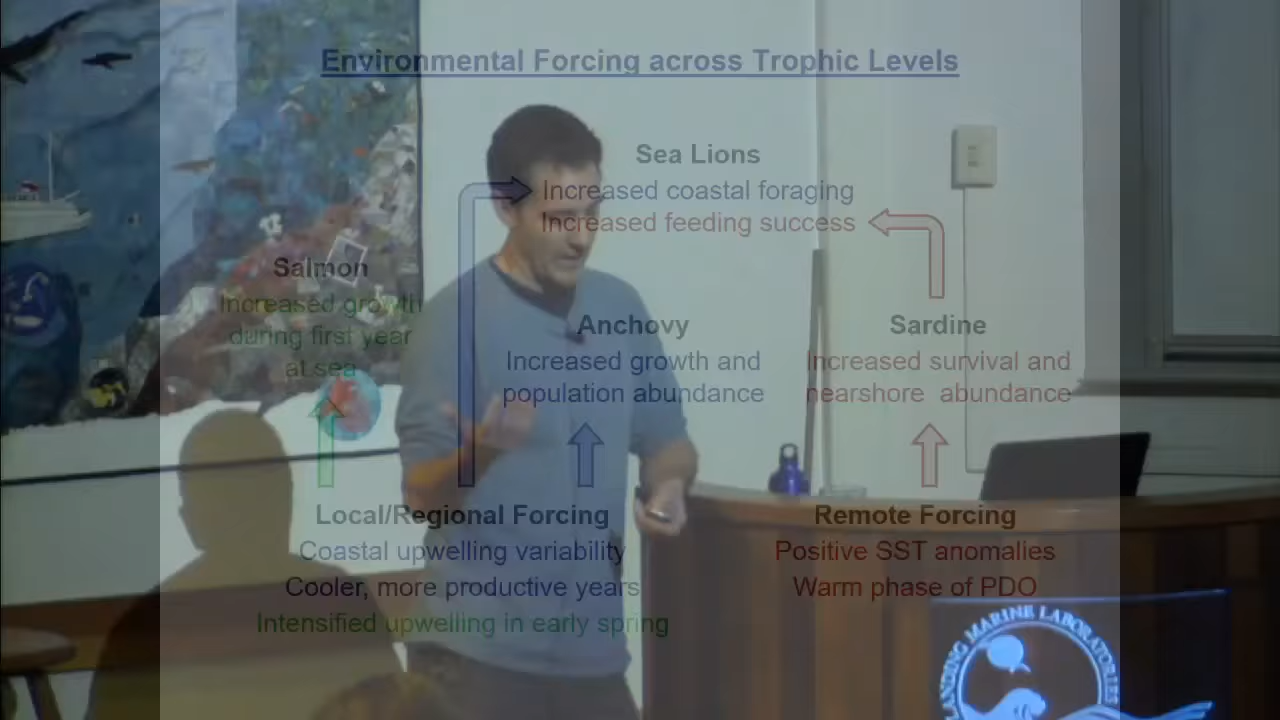 Environmental Forcing across Trophic Levels
Sea Lions
Increased coastal foraging
Increased feeding success
Salmon
Increased growth
during first year
at sea
Anchovy
Increased growth and
population abundance
Sardine
Increased survival and
nearshore abundance
Local/Regional Forcing
Coastal upwelling variability
Cooler, more productive years
Intensified upwelling in early spring
Remote Forcing
Positive SST anomalies
Warm phase of PDO
LANDING MARINE LABORATORIES